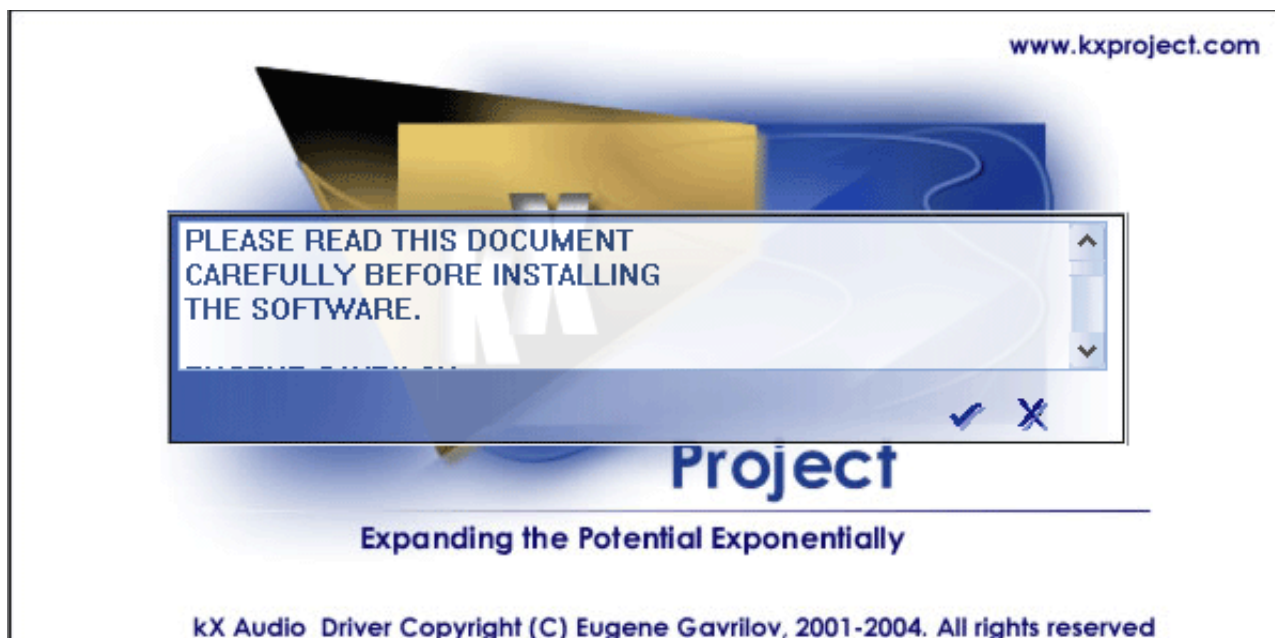 www.kxproject.com
kX
PLEASE READ THIS DOCUMENT
CAREFULLY BEFORE INSTALLING
THE SOFTWARE.
Project
Expanding the Potential Exponentially
kX Audio Driver Copyright (C) Eugene Gavrilov, 2001-2004. All rights reserved